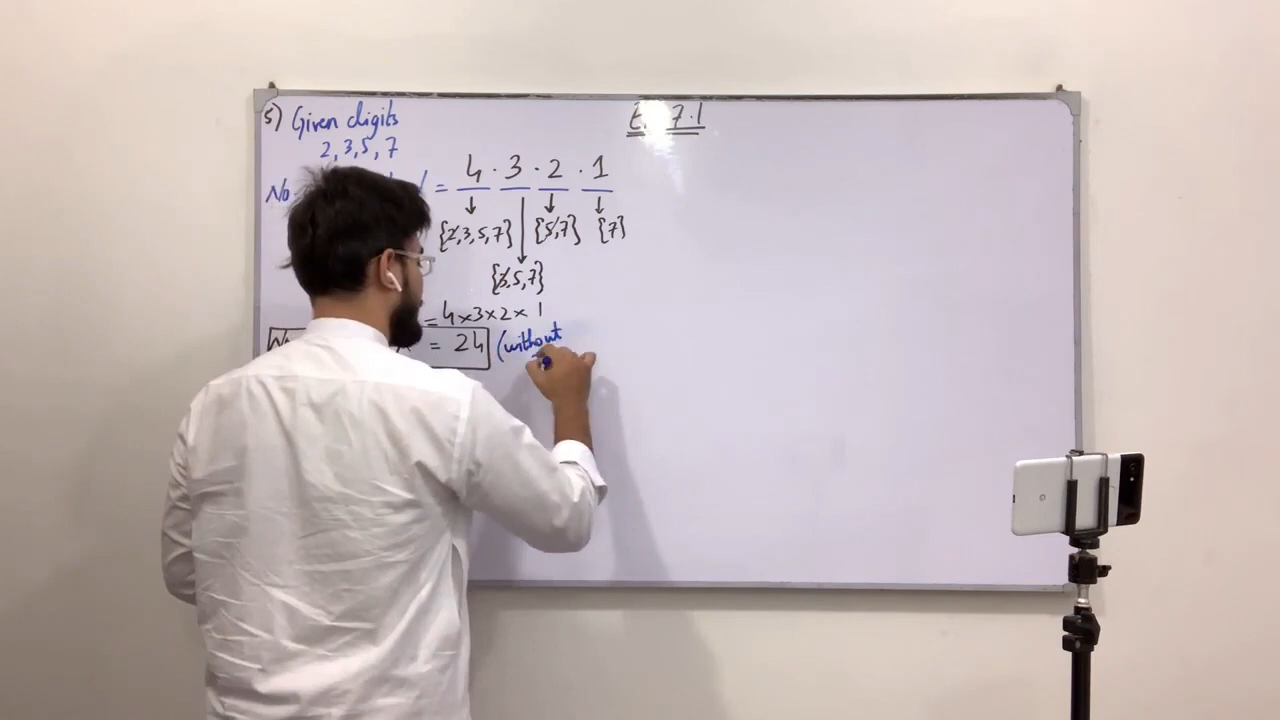 5) Given digits
7.1
2, 3, 5, 7
No. = 4 · 3 · 2 · 1
{2,3,5,7} {5,7} {7}
{3,5,7}
= 4 x 3 x 2 x 1
= 24 (without